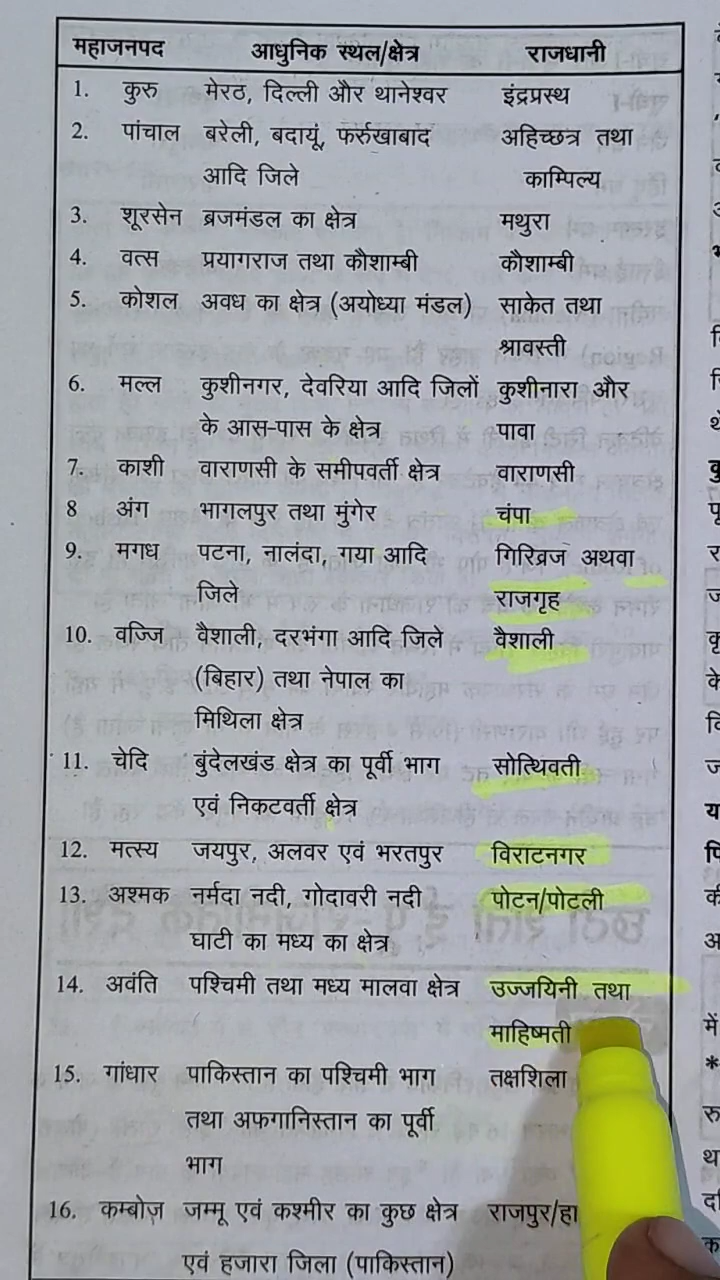 महाजनपद आधुनिक स्थल/क्षेत्र राजधानी
1. कुरु मेरठ, दिल्ली और थानेश्वर इंद्रप्रस्थ
2. पांचाल बरेली, बदायूं, फर्रुखाबाद अहिच्छत्र तथा
आदि जिले काम्पिल्य
3. शूरसेन ब्रजमंडल का क्षेत्र मथुरा
4. वत्स प्रयागराज तथा कौशाम्बी कौशाम्बी
5. कोशल अवध का क्षेत्र (अयोध्या मंडल) साकेत तथा
श्रावस्ती
6. मल्ल कुशीनगर, देवरिया आदि जिलों कुशीनारा और
के आस-पास के क्षेत्र पावा
7. काशी वाराणसी के समीपवर्ती क्षेत्र वाराणसी
8 अंग भागलपुर तथा मुंगेर चंपा
9. मगध पटना, नालंदा, गया आदि गिरिव्रज अथवा
जिले राजगृह
10. वज्जि वैशाली, दरभंगा आदि जिले वैशाली
(बिहार) तथा नेपाल का
मिथिला क्षेत्र
11. चेदि बुंदेलखंड क्षेत्र का पूर्वी भाग सोत्थिवती
एवं निकटवर्ती क्षेत्र
12. मत्स्य जयपुर, अलवर एवं भरतपुर विराटनगर
13. अश्मक नर्मदा नदी, गोदावरी नदी पोटन/पोटली
घाटी का मध्य का क्षेत्र
14. अवंति पश्चिमी तथा मध्य मालवा क्षेत्र उज्जयिनी तथा
माहिष्मती
15. गांधार पाकिस्तान का पश्चिमी भाग तक्षशिला
तथा अफ़गानिस्तान का पूर्वी
भाग
16. कम्बोज़ जम्मू एवं कश्मीर का कुछ क्षेत्र राजपुर/हा
एवं हजारा जिला (पाकिस्तान)